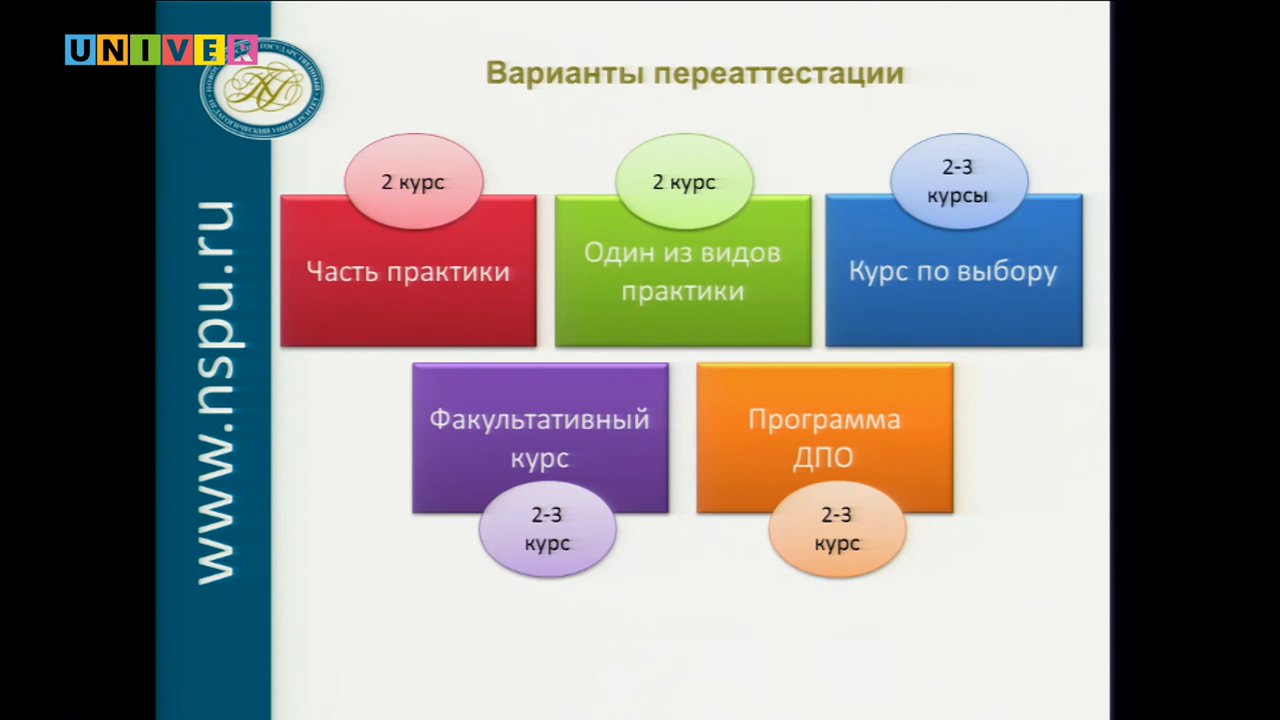 UNIVER
Варианты переаттестации
2 курс
Часть практики
2 курс
Один из видов
практики
2-3
курсы
Курс по выбору
Факультативный
курс
2-3
курс
Программа
ДПО
2-3
курс
www.nspu.ru